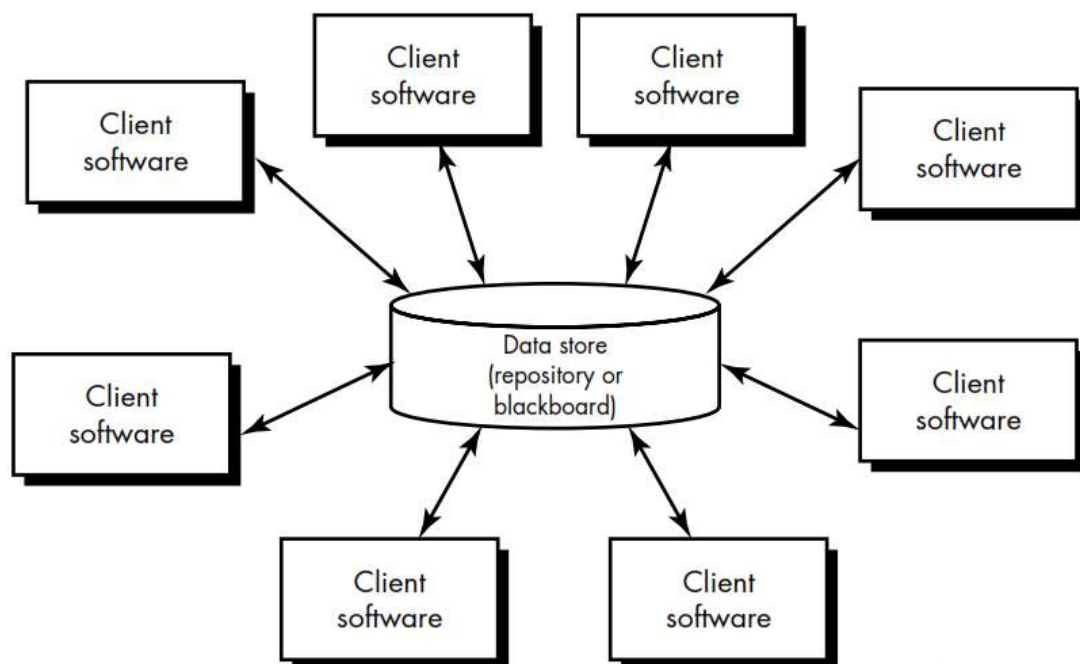 Client
software
Client
software
Client
software
Client
software
Data store
(repository or
blackboard)
Client
software
Client
software
Client
software
Client
software